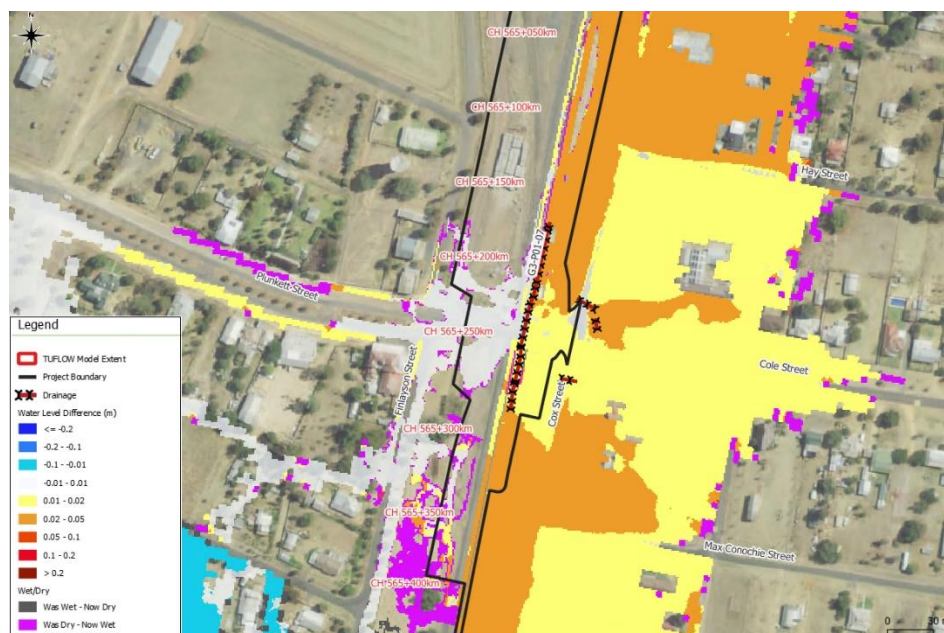 N
CH 565+050km
CH 565+100km
Hay Street
CH 565+150km
G3-P01-07
CH 565+200km
Plunkett Street
Legend
TUFLOW Model Extent
Project Boundary
Drainage
Water Level Difference (m)
<= -0.2
-0.2 - -0.1
-0.1 - -0.01
-0.01 - 0.01
0.01 - 0.02
0.02 - 0.05
0.05 - 0.1
0.1 - 0.2
> 0.2
Wet/Dry
Was Wet - Now Dry
Was Dry - Now Wet
CH 565+250km
Finlayson Street
Cole Street
Cox Street
CH 565+300km
CH 565+350km
Max Conochie Street
CH 565+400km
0
30